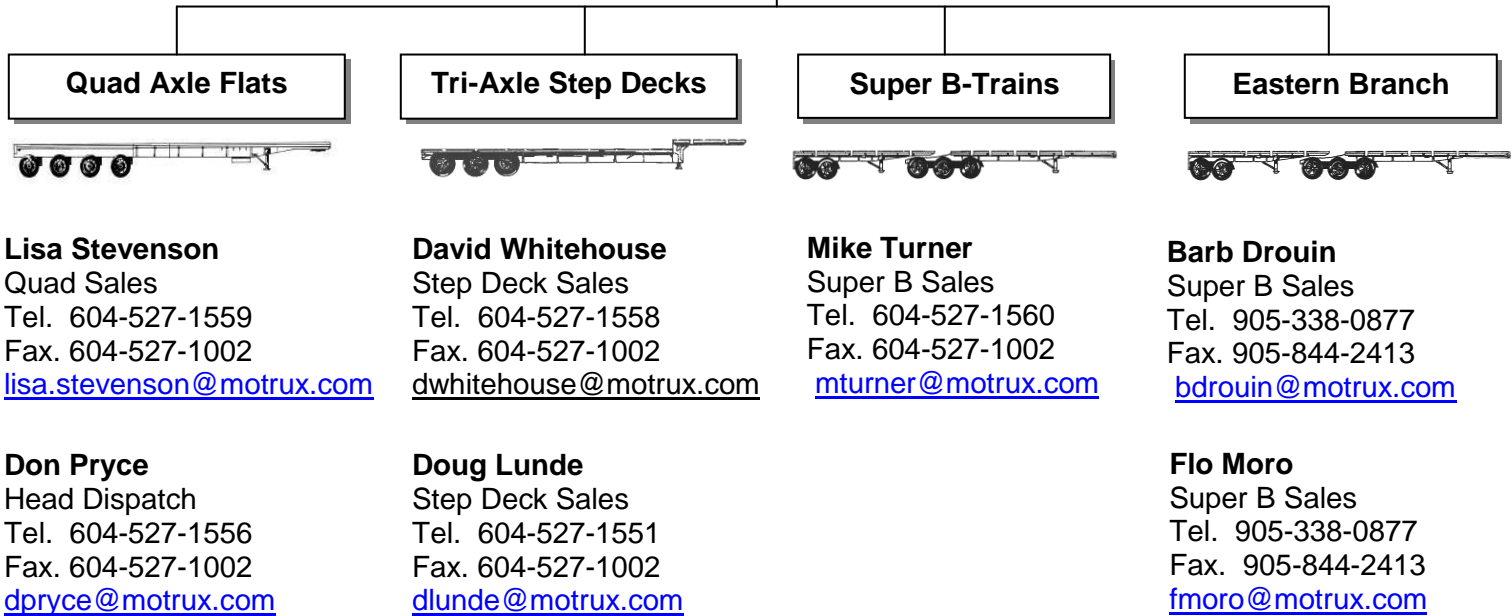 Quad Axle Flats
Tri-Axle Step Decks
Super B-Trains
Eastern Branch
Lisa Stevenson
Quad Sales
Tel. 604-527-1559
Fax. 604-527-1002
lisa.stevenson@motrux.com
Don Pryce
Head Dispatch
Tel. 604-527-1556
Fax. 604-527-1002
dpryce@motrux.com
David Whitehouse
Step Deck Sales
Tel. 604-527-1558
Fax. 604-527-1002
dwhitehouse@motrux.com
Doug Lunde
Step Deck Sales
Tel. 604-527-1551
Fax. 604-527-1002
dlunde@motrux.com
Mike Turner
Super B Sales
Tel. 604-527-1560
Fax. 604-527-1002
mturner@motrux.com
Barb Drouin
Super B Sales
Tel. 905-338-0877
Fax. 905-844-2413
bdrouin@motrux.com
Flo Moro
Super B Sales
Tel. 905-338-0877
Fax. 905-844-2413
fmoro@motrux.com